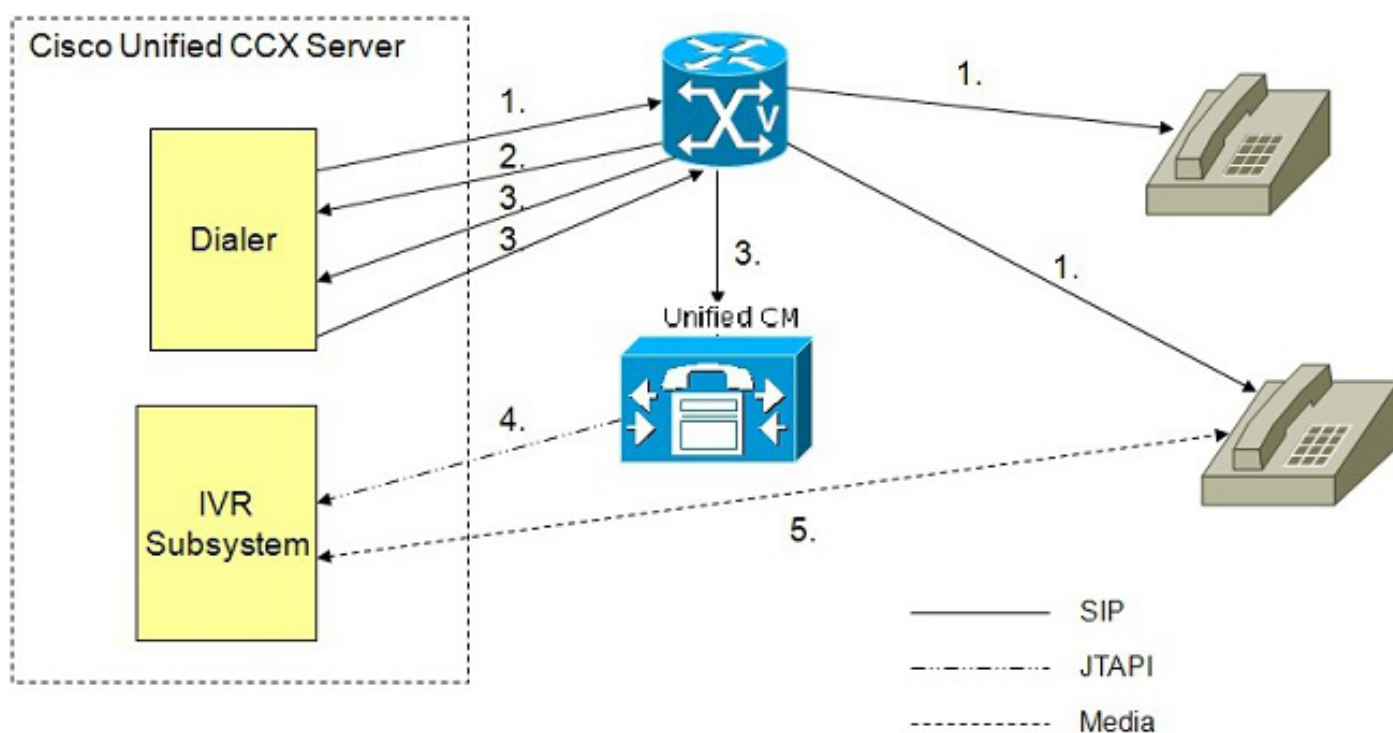 Cisco Unified CCX Server
1.
1.
2.
3.
3.
Dialer
3.
1.
Unified CM
4.
IVR
Subsystem
5.
SIP
JTAPI
Media
V